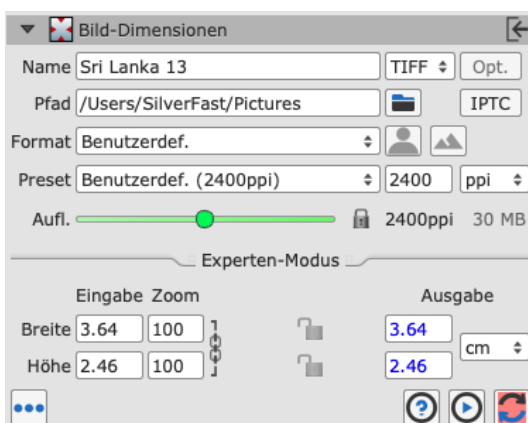 Bild-Dimensionen
Name Sri Lanka 13 TIFF Opt.
Pfad /Users/SilverFast/Pictures IPTC
Format Benutzerdef.
Preset Benutzerdef. (2400ppi) 2400 ppi
Aufl. 2400ppi 30 MB
Experten-Modus
Eingabe Zoom Ausgabe
Breite 3.64 100 3.64
cm
Höhe 2.46 100 2.46
?